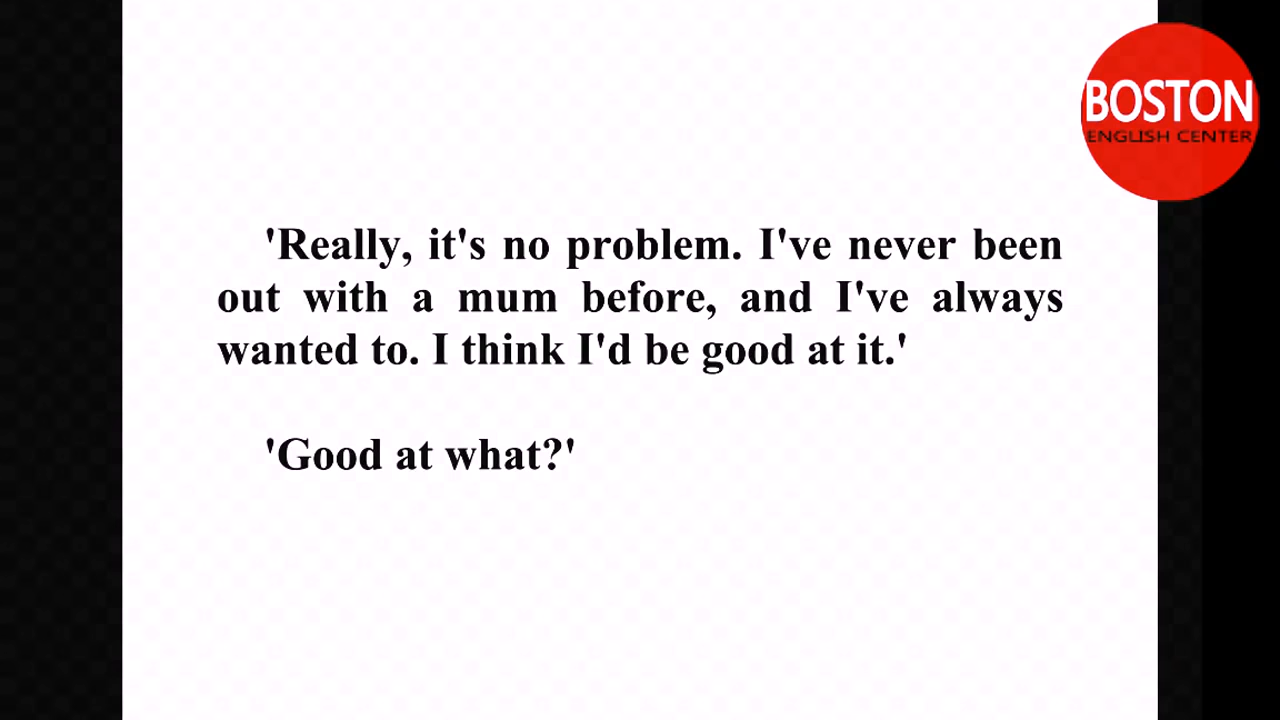 BOSTON
ENGLISH CENTER
'Really, it's no problem. I've never been
out with a mum before, and I've always
wanted to. I think I'd be good at it.'
'Good at what?'